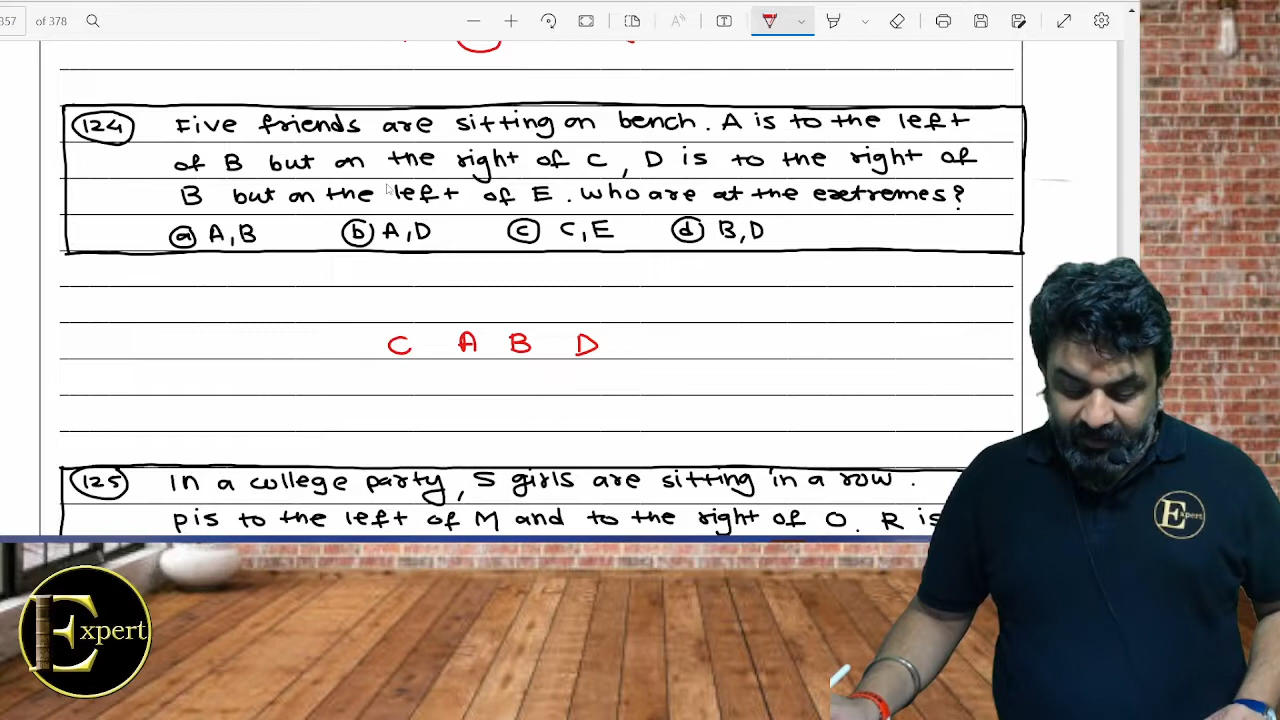 357 of 378
124 Five friends are sitting on bench. A is to the left
of B but on the right of C, D is to the right of
B but on the left of E. Who are at the extremes?
a A,B b A,D c C,E d B,D
C A B D
125 In a college party, 5 girls are sitting in a row.
P is to the left of M and to the right of O. R is
Expert
Expert